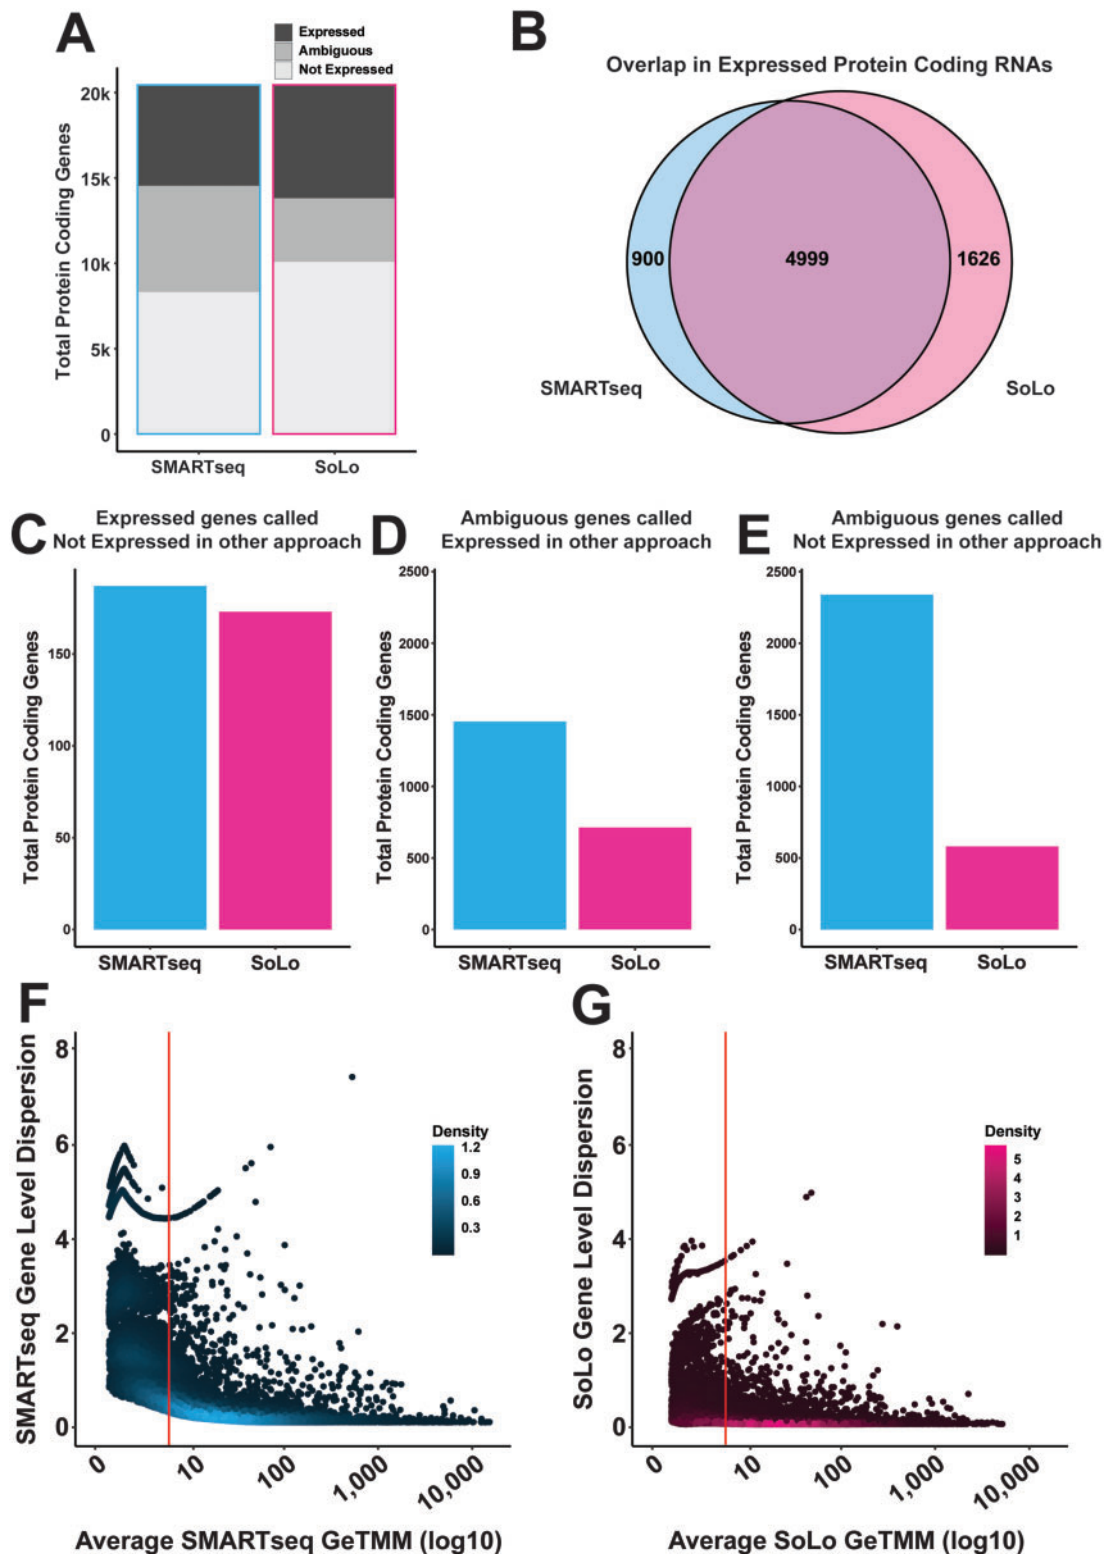 A
Expressed
Ambiguous
Not Expressed
Total Protein Coding Genes
20k
15k
10k
5k
0
SMARTseq
SoLo
B
Overlap in Expressed Protein Coding RNAs
900
4999
1626
SMARTseq
SoLo
C
Expressed genes called
Not Expressed in other approach
Total Protein Coding Genes
150
100
50
0
SMARTseq
SoLo
D
Ambiguous genes called
Expressed in other approach
Total Protein Coding Genes
2500
2000
1500
1000
500
0
SMARTseq
SoLo
E
Ambiguous genes called
Not Expressed in other approach
Total Protein Coding Genes
2500
2000
1500
1000
500
0
SMARTseq
SoLo
F
SMARTseq Gene Level Dispersion
8
6
4
2
0
Density
1.2
0.9
0.6
0.3
0
10
100
1,000
10,000
Average SMARTseq GeTMM (log10)
G
SoLo Gene Level Dispersion
8
6
4
2
0
Density
5
4
3
2
1
0
10
100
1,000
10,000
Average SoLo GeTMM (log10)